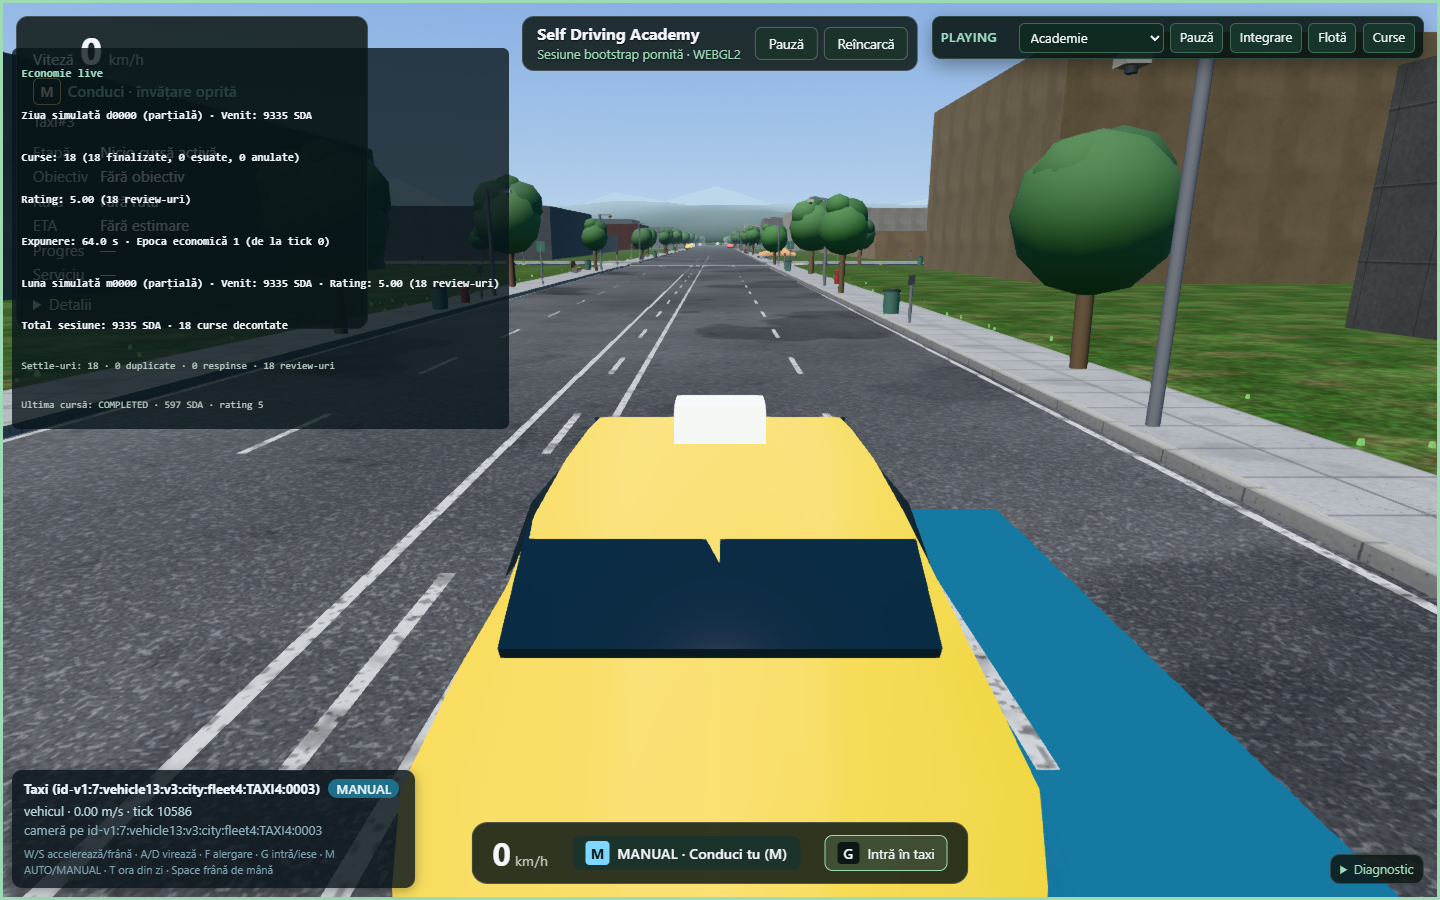 0
Viteză
km/h
Economie live
M Conduci · învățare oprită
Ziua simulată d0000 (parțială) · Venit: 9335 SDA
Taxi#3
Etapă Nicio cursă activă
Curse: 18 (18 finalizate, 0 eșuate, 0 anulate)
Obiectiv Fără obiectiv
Rating: 5.00 (18 review-uri)
ETA Fără estimare
Expunere: 64.0 s · Epoca economică 1 (de la tick 0)
Progres —
Serviciu —
Luna simulată m0000 (parțială) · Venit: 9335 SDA · Rating: 5.00 (18 review-uri)
▶ Detalii
Total sesiune: 9335 SDA · 18 curse decontate
Settle-uri: 18 · 0 duplicate · 0 respinse · 18 review-uri
Ultima cursă: COMPLETED · 597 SDA · rating 5
Self Driving Academy
Sesiune bootstrap pornită · WEBGL2
Pauză
Reîncarcă
PLAYING
Academie
Pauză
Integrare
Flotă
Curse
Taxi (id-v1:7:vehicle13:v3:city:fleet4:TAXI4:0003) MANUAL
vehicul · 0.00 m/s · tick 10586
cameră pe id-v1:7:vehicle13:v3:city:fleet4:TAXI4:0003
W/S accelerează/frână · A/D virează · F alergare · G intră/iese · M
AUTO/MANUAL · T ora din zi · Space frână de mână
0 km/h
M MANUAL · Conduci tu (M)
G Intră în taxi
▶ Diagnostic